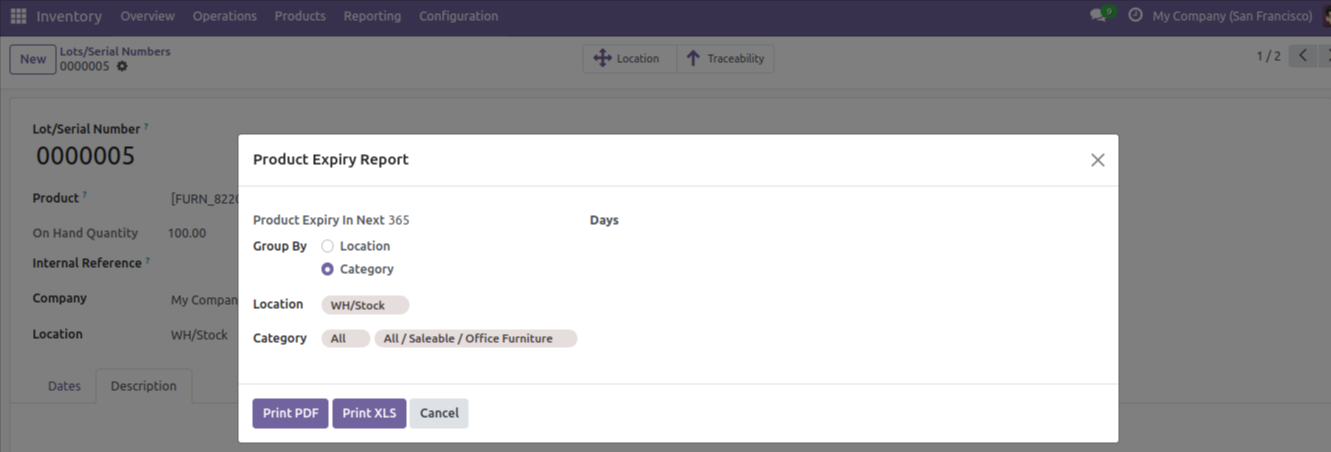 Inventory Overview Operations Products Reporting Configuration 9 My Company (San Francisco)
New Lots/Serial Numbers
0000005
Location Traceability 1 / 2
Lot/Serial Number ?
0000005
Product ? [FURN_822
On Hand Quantity 100.00
Internal Reference ?
Company My Compan
Location WH/Stock
Dates Description
Product Expiry Report
Product Expiry In Next 365 Days
Group By Location
Category
Location WH/Stock
Category All All / Saleable / Office Furniture
Print PDF Print XLS Cancel